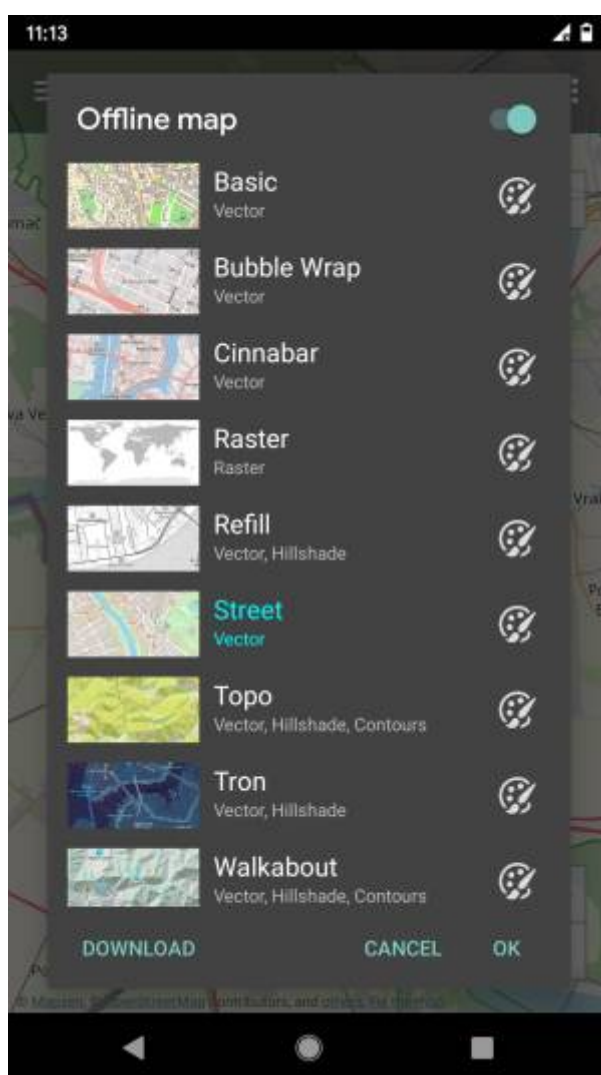 11:13
Offline map
Basic
Vector
Bubble Wrap
Vector
Cinnabar
Vector
Raster
Raster
Refill
Vector, Hillshade
Street
Vector
Topo
Vector, Hillshade, Contours
Tron
Vector, Hillshade
Walkabout
Vector, Hillshade, Contours
DOWNLOAD CANCEL OK